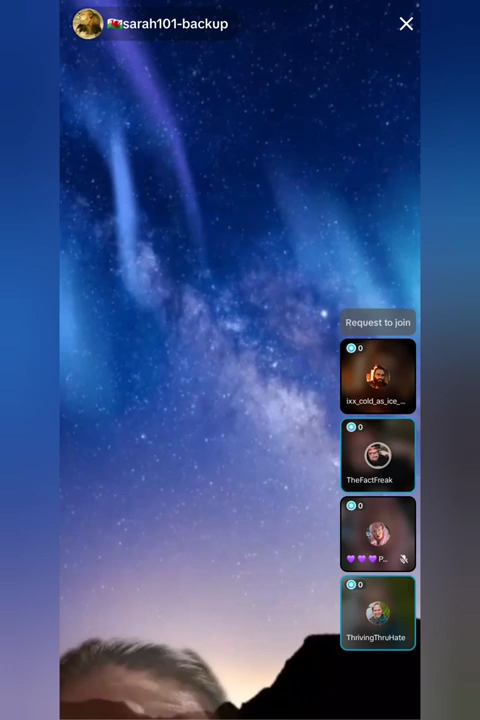 🏴󠁧󠁢󠁷󠁬󠁳󠁿sarah101-backup
Request to join
0
ixx_cold_as_ice_...
0
TheFactFreak
0
💜💜💜P...
0
ThrivingThruHate